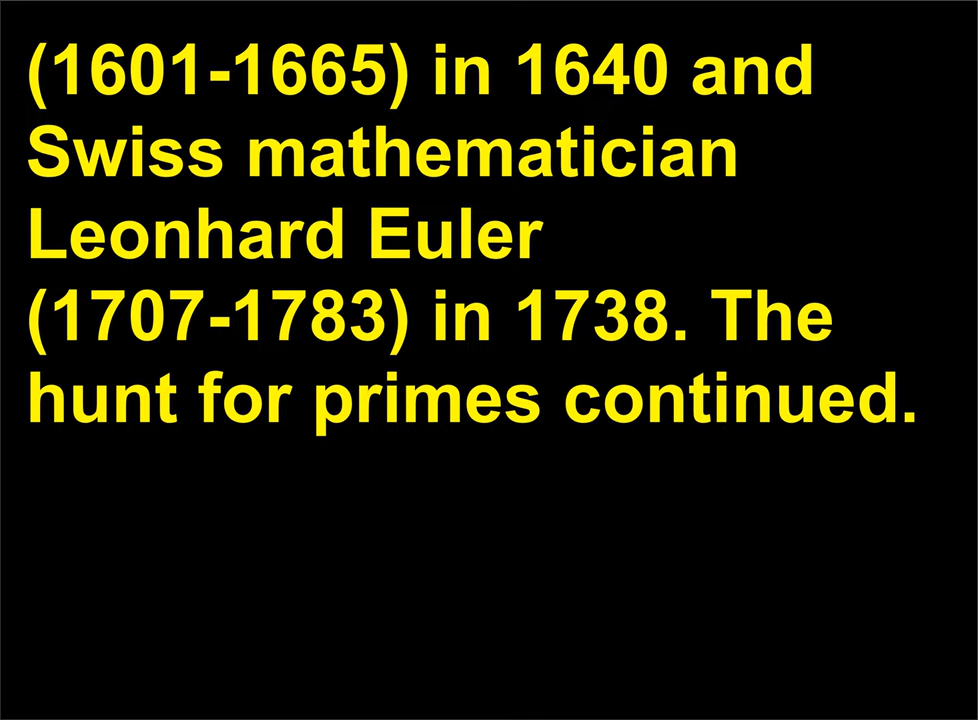 (1601-1665) in 1640 and
Swiss mathematician
Leonhard Euler
(1707-1783) in 1738. The
hunt for primes continued.